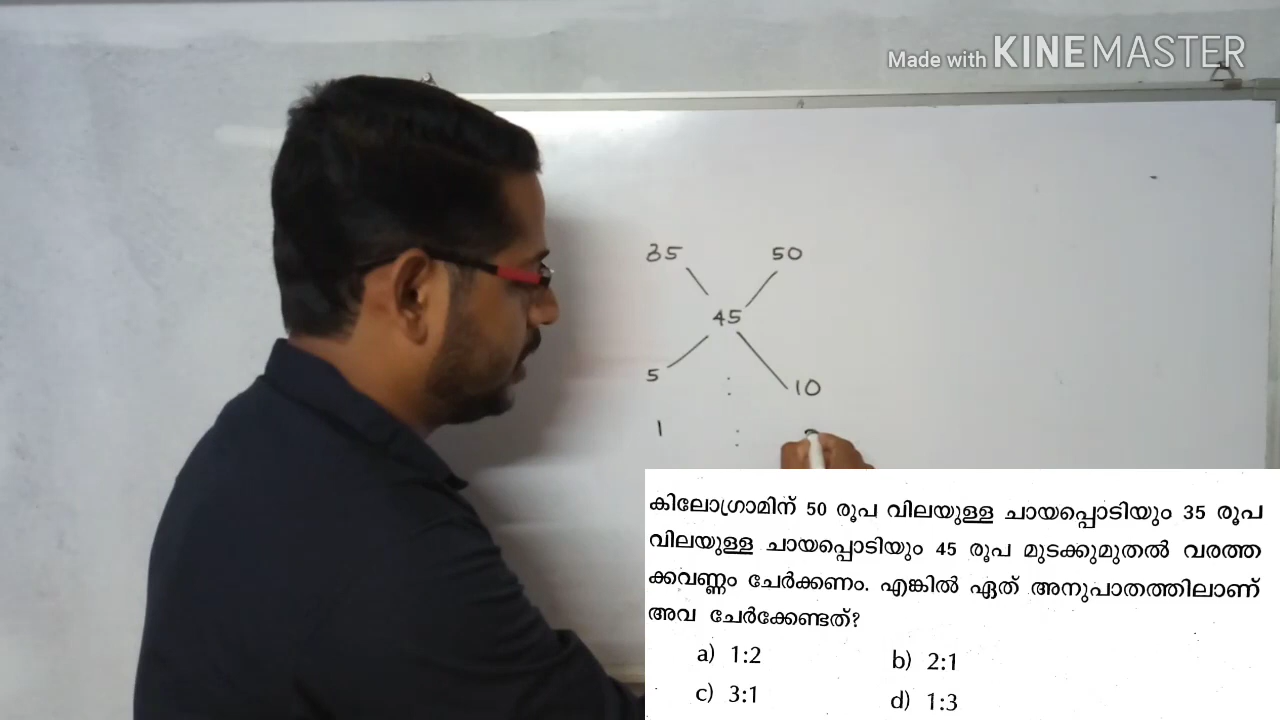 Made with KINEMASTER
35 50
45
5 : 10
1 :
കിലോഗ്രാമിന് 50 രൂപ വിലയുള്ള ചായപ്പൊടിയും 35 രൂപ
വിലയുള്ള ചായപ്പൊടിയും 45 രൂപ മുടക്കുമുതൽ വരത്ത
ക്കവണ്ണം ചേർക്കണം. എങ്കിൽ ഏത് അനുപാതത്തിലാണ്
അവ ചേർക്കേണ്ടത്?
a) 1:2 b) 2:1
c) 3:1 d) 1:3